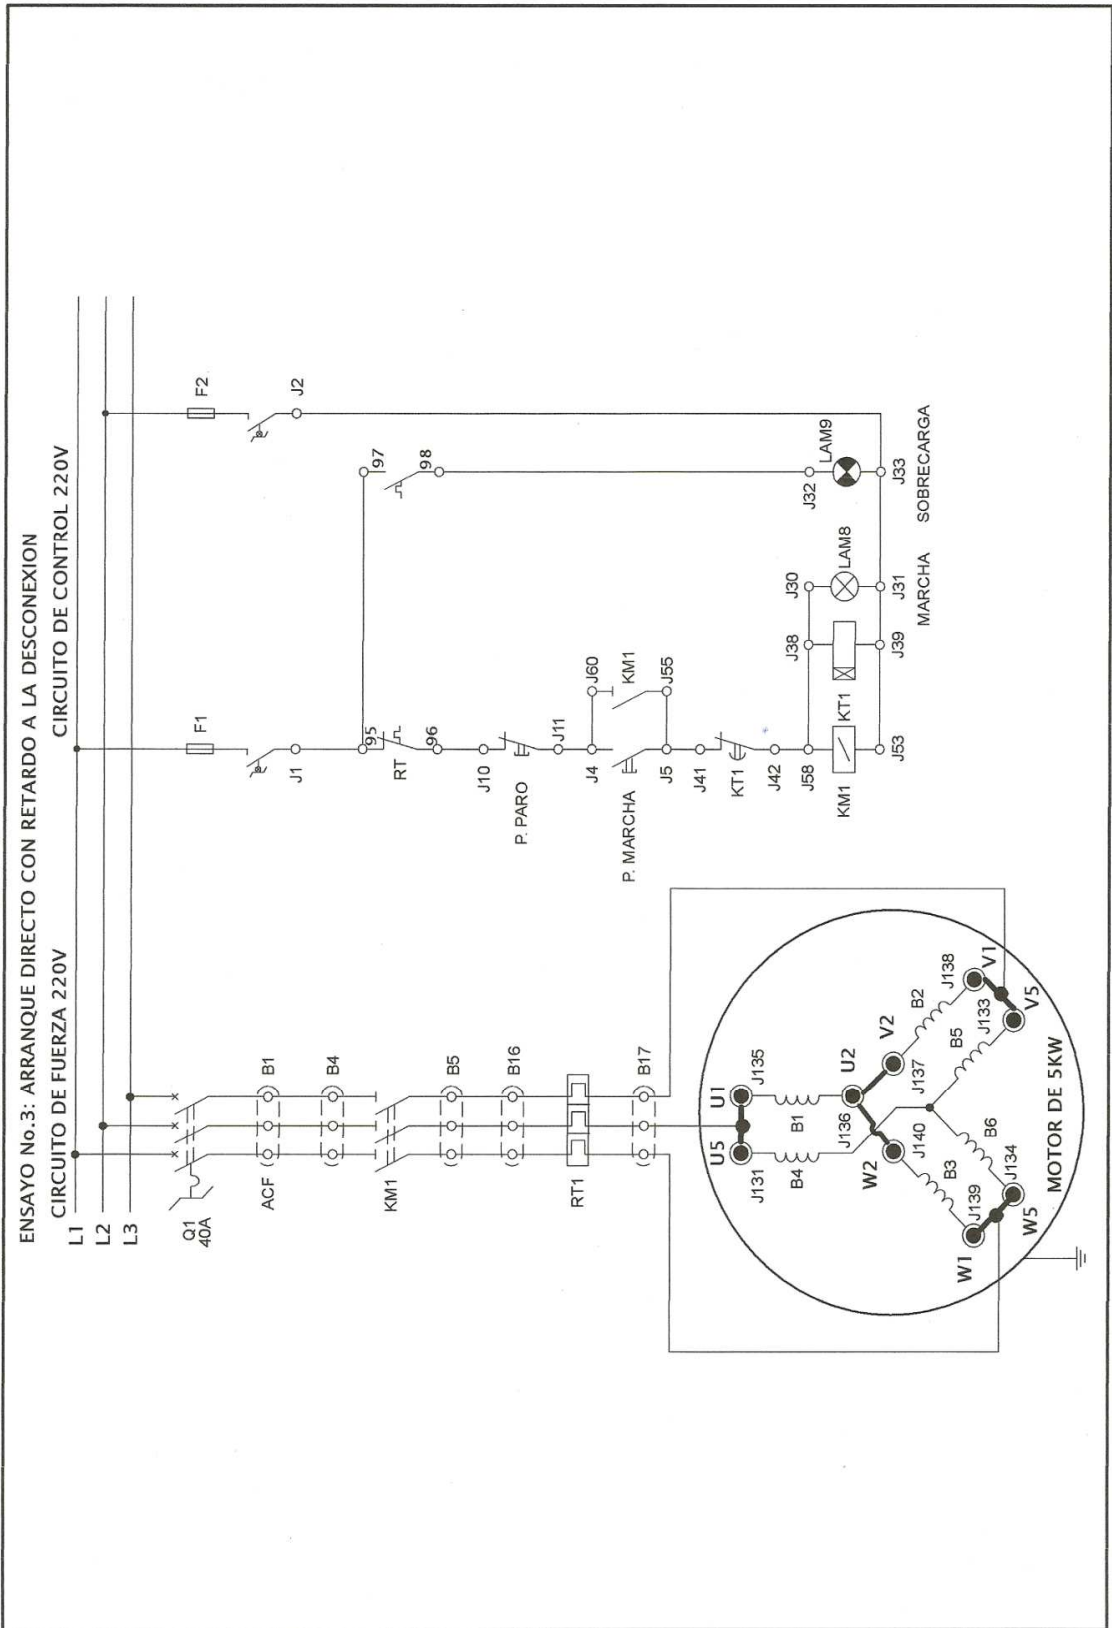 ENSAYO No.3: ARRANQUE DIRECTO CON RETARDO A LA DESCONEXION
CIRCUITO DE FUERZA 220V
CIRCUITO DE CONTROL 220V
L1
L2
L3
Q1
40A
ACF
B1
B4
KM1
B5
B16
RT1
B17
U5
U1
J131
J135
B4
B1
J136
U2
W2
V2
J140
J137
B3
B2
B6
B5
J139
J134
J133
J138
W1
W5
V5
V1
MOTOR DE 5KW
F1
F2
J1
J2
95
97
RT
96
98
J10
P. PARO
J11
J4
J60
P. MARCHA
KM1
J5
J55
J41
KT1
J42
J58
J38
J30
J32
KM1
KT1
LAM8
LAM9
J53
J39
J31
J33
MARCHA
SOBRECARGA